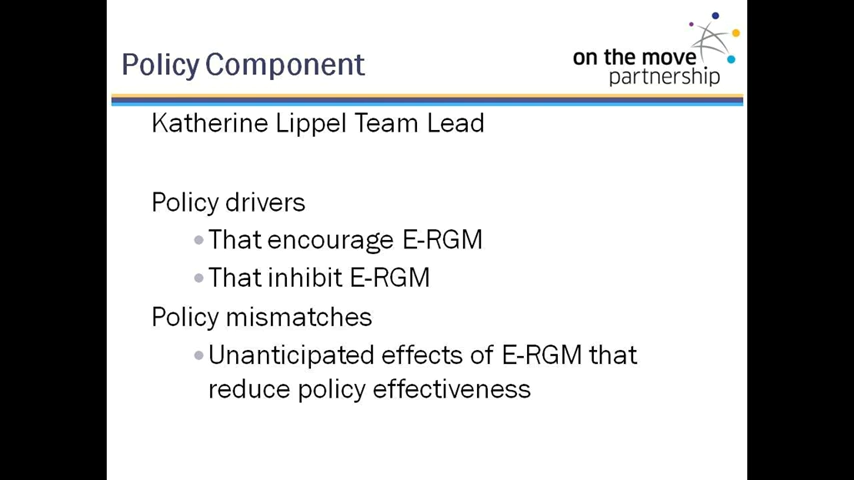 Policy Component
on the move
partnership
Katherine Lippel Team Lead
Policy drivers
• That encourage E-RGM
• That inhibit E-RGM
Policy mismatches
• Unanticipated effects of E-RGM that
reduce policy effectiveness